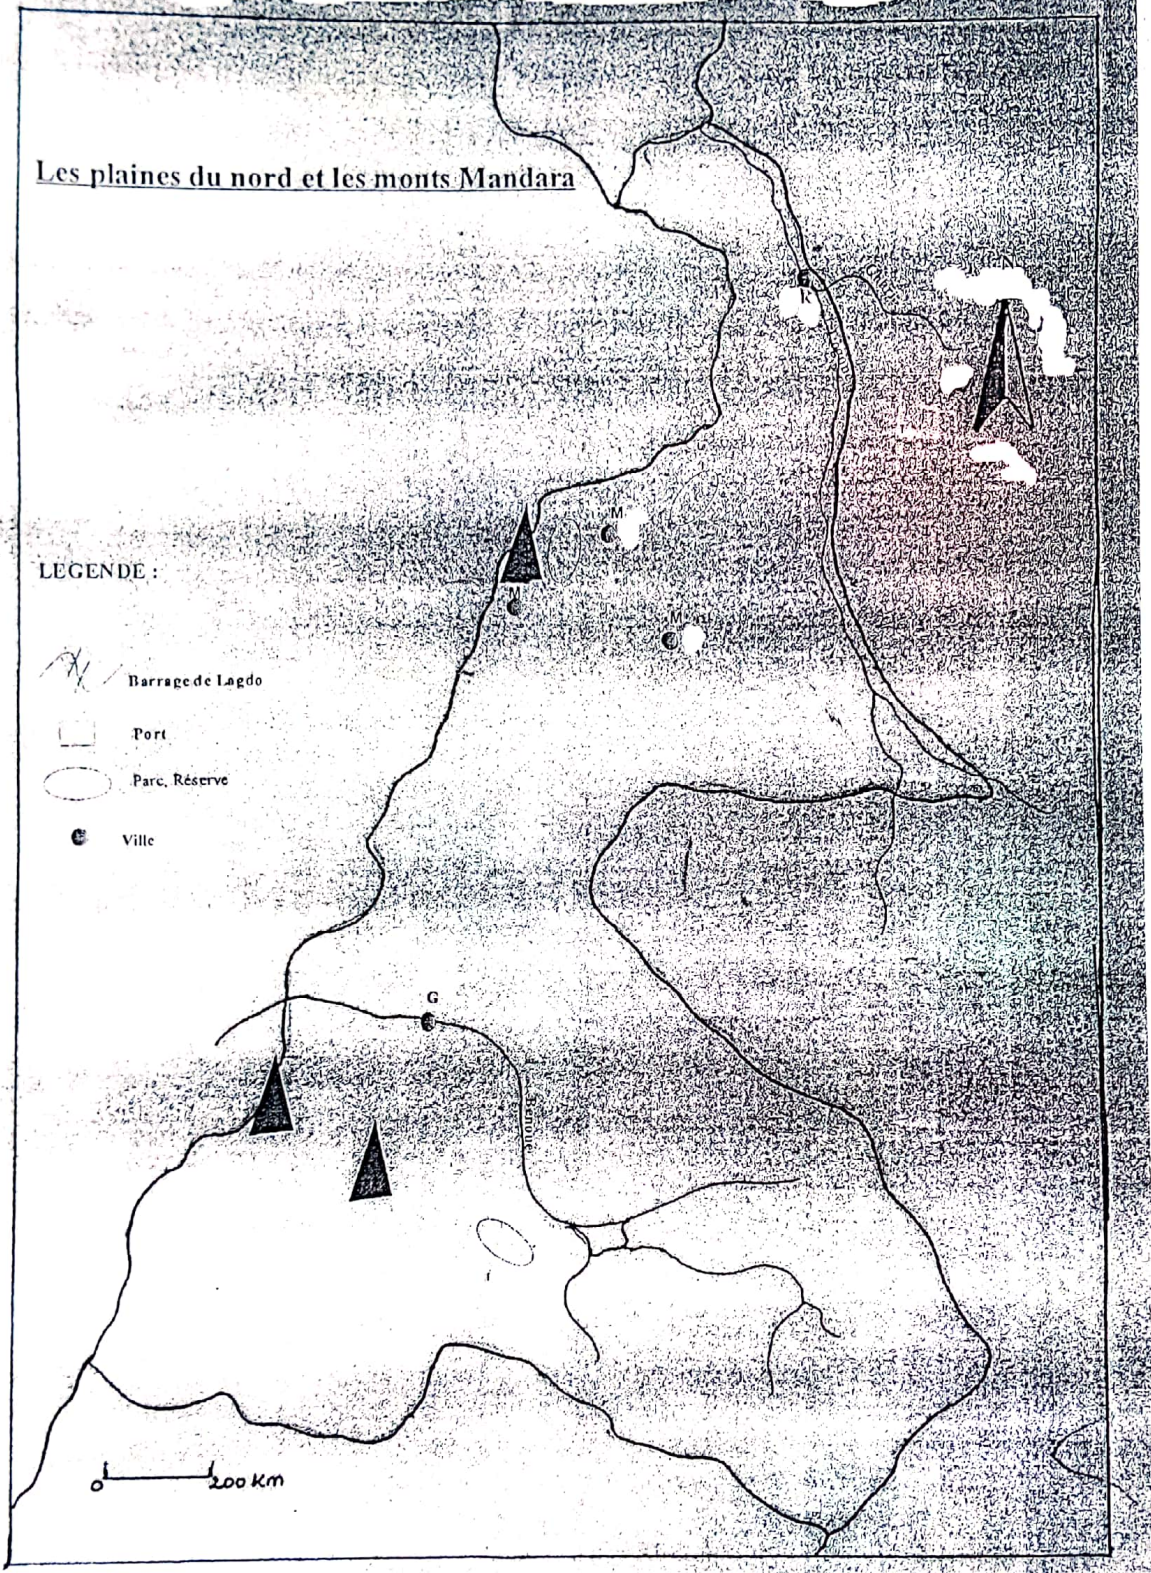 Les plaines du nord et les monts Mandara
K
M
LEGENDE :
M
Barrage de Lagdo
Port
Parc, Réserve
Ville
G
0 200 Km